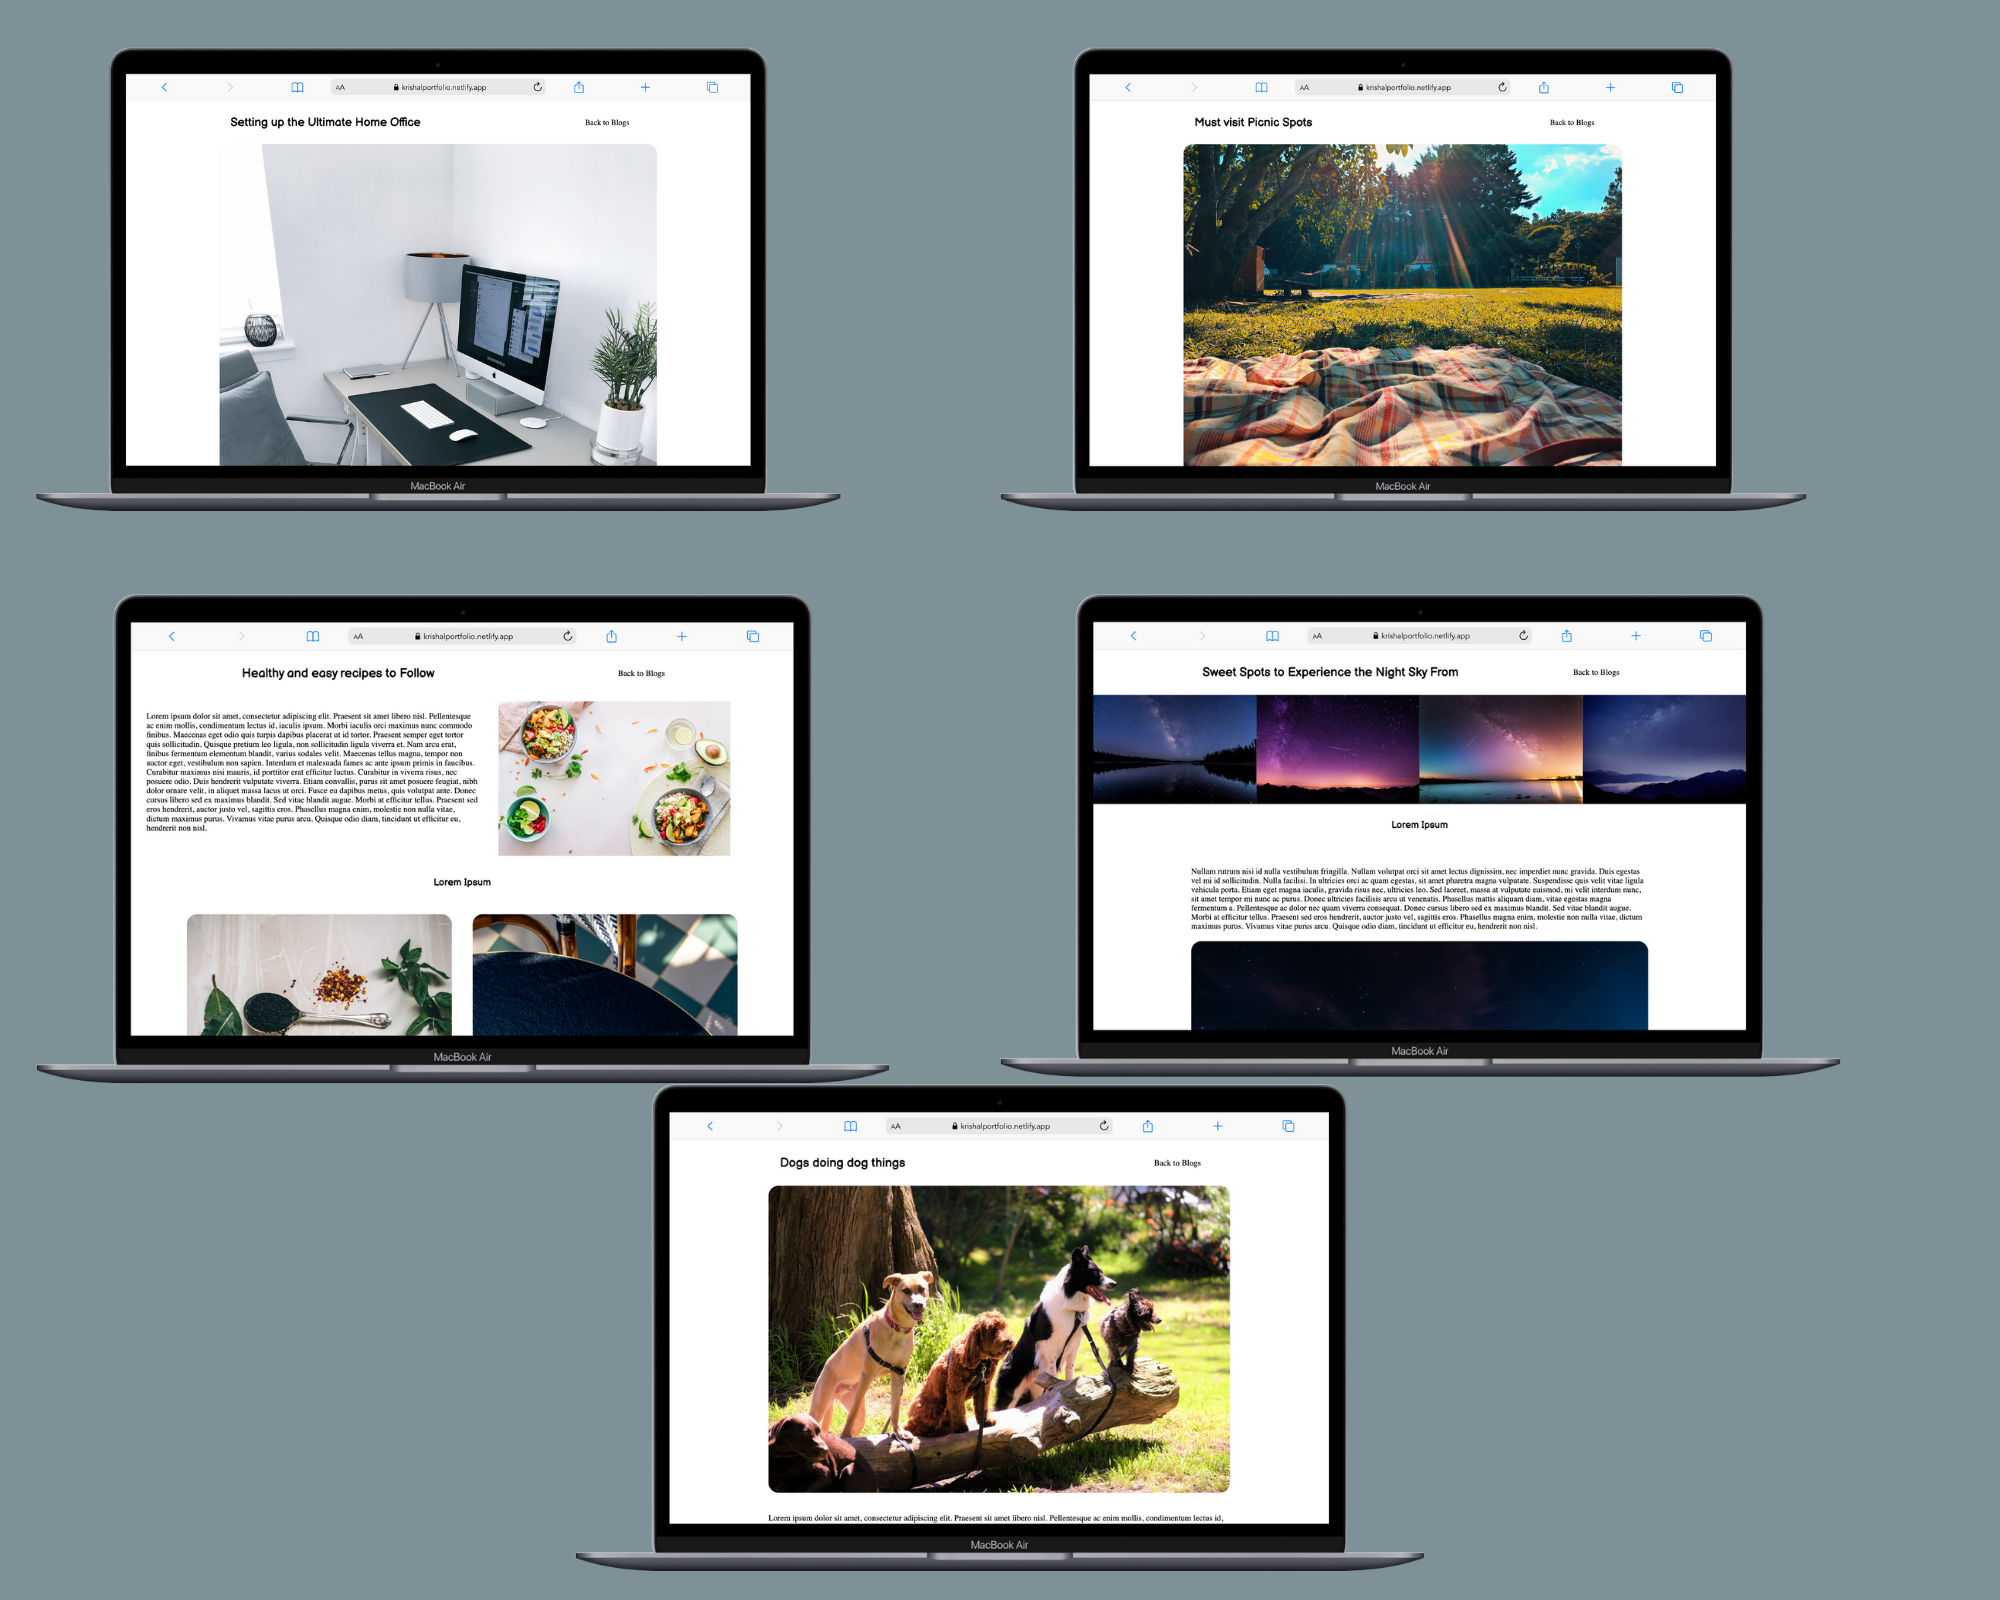 AA krishalportfolio.netlify.app
Setting up the Ultimate Home Office
Back to Blogs
MacBook Air
AA krishalportfolio.netlify.app
Must visit Picnic Spots
Back to Blogs
MacBook Air
AA krishalportfolio.netlify.app
Healthy and easy recipes to Follow
Back to Blogs
Lorem ipsum dolor sit amet, consectetur adipiscing elit. Praesent sit amet libero nisl. Pellentesque
ac enim mollis, condimentum lectus id, iaculis ipsum. Morbi iaculis orci maximus nunc commodo
finibus. Maecenas eget odio quis turpis dapibus placerat ut id tortor. Praesent semper eget tortor
quis sollicitudin. Quisque pretium leo ligula, non sollicitudin ligula viverra et. Nam arcu erat,
finibus fermentum elementum blandit, varius sodales velit. Maecenas tellus magna, tempor non
auctor eget, vestibulum non sapien. Interdum et malesuada fames ac ante ipsum primis in faucibus.
Curabitur maximus nisi mauris, id porttitor erat efficitur luctus. Curabitur in viverra risus, nec
posuere odio. Duis hendrerit vulputate viverra. Etiam convallis, purus sit amet posuere feugiat, nibh
dolor ornare velit, in aliquet massa lacus ut orci. Fusce eu dapibus metus, quis volutpat ante. Donec
cursus libero sed ex maximus blandit. Sed vitae blandit augue. Morbi at efficitur tellus. Praesent sed
eros hendrerit, auctor justo vel, sagittis eros. Phasellus magna enim, molestie non nulla vitae,
dictum maximus purus. Vivamus vitae purus arcu. Quisque odio diam, tincidunt ut efficitur eu,
hendrerit non nisl.
Lorem Ipsum
MacBook Air
AA krishalportfolio.netlify.app
Sweet Spots to Experience the Night Sky From
Back to Blogs
Lorem Ipsum
Nullam rutrum nisi id nulla vestibulum fringilla. Nullam volutpat orci sit amet lectus dignissim, nec imperdiet nunc gravida. Duis egestas
vel mi id sollicitudin. Nulla facilisi. In ultricies orci ac quam egestas, sit amet pharetra magna vulputate. Suspendisse quis velit vitae ligula
vehicula porta. Etiam eget magna iaculis, gravida risus nec, ultricies leo. Sed laoreet, massa at vulputate euismod, mi velit interdum nunc,
sit amet tempor mi nunc ac purus. Donec ultricies facilisis arcu ut venenatis. Phasellus mattis aliquam diam, vitae egestas magna
fermentum a. Pellentesque ac dolor nec quam viverra consequat. Donec cursus libero sed ex maximus blandit. Sed vitae blandit augue.
Morbi at efficitur tellus. Praesent sed eros hendrerit, auctor justo vel, sagittis eros. Phasellus magna enim, molestie non nulla vitae, dictum
maximus purus. Vivamus vitae purus arcu. Quisque odio diam, tincidunt ut efficitur eu, hendrerit non nisl.
MacBook Air
AA krishalportfolio.netlify.app
Dogs doing dog things
Back to Blogs
Lorem ipsum dolor sit amet, consectetur adipiscing elit. Praesent sit amet libero nisl. Pellentesque ac enim mollis, condimentum lectus id,
MacBook Air